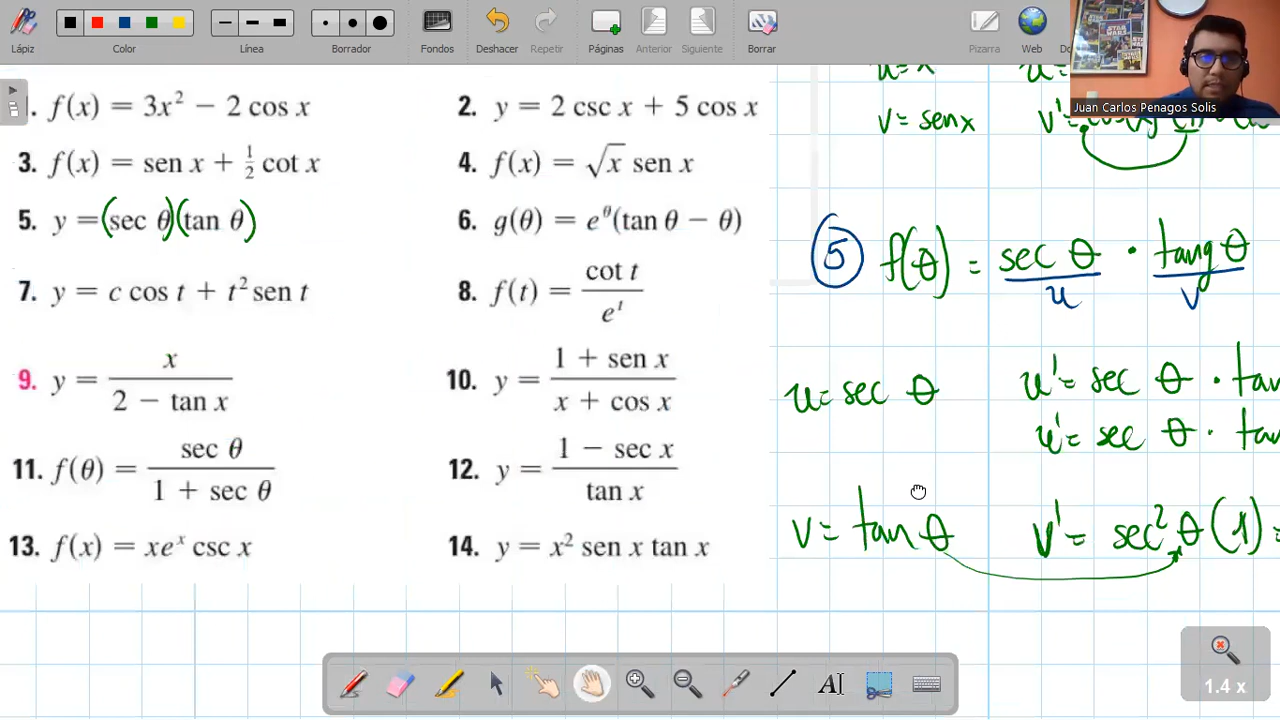 Lápiz Color Línea Borrador Fondos Deshacer Repetir Páginas Anterior Siguiente Borrar Pizarra Web
Juan Carlos Penagos Solis
STAR WARS
1. f(x) = 3x² − 2 cos x
2. y = 2 csc x + 5 cos x
v = sen x
3. f(x) = sen x + ½ cot x
4. f(x) = √x sen x
5. y = (sec θ)(tan θ)
6. g(θ) = e^θ(tan θ − θ)
7. y = c cos t + t² sen t
8. f(t) = cot t / e^t
9. y = x / (2 − tan x)
10. y = (1 + sen x) / (x + cos x)
11. f(θ) = sec θ / (1 + sec θ)
12. y = (1 − sec x) / tan x
13. f(x) = xe^x csc x
14. y = x² sen x tan x
5 f(θ) = sec θ · tang θ
u v
u = sec θ u' = sec θ · tan
u' = sec θ · tan
v = tan θ v' = sec² θ (1) =
AI
1.4 x